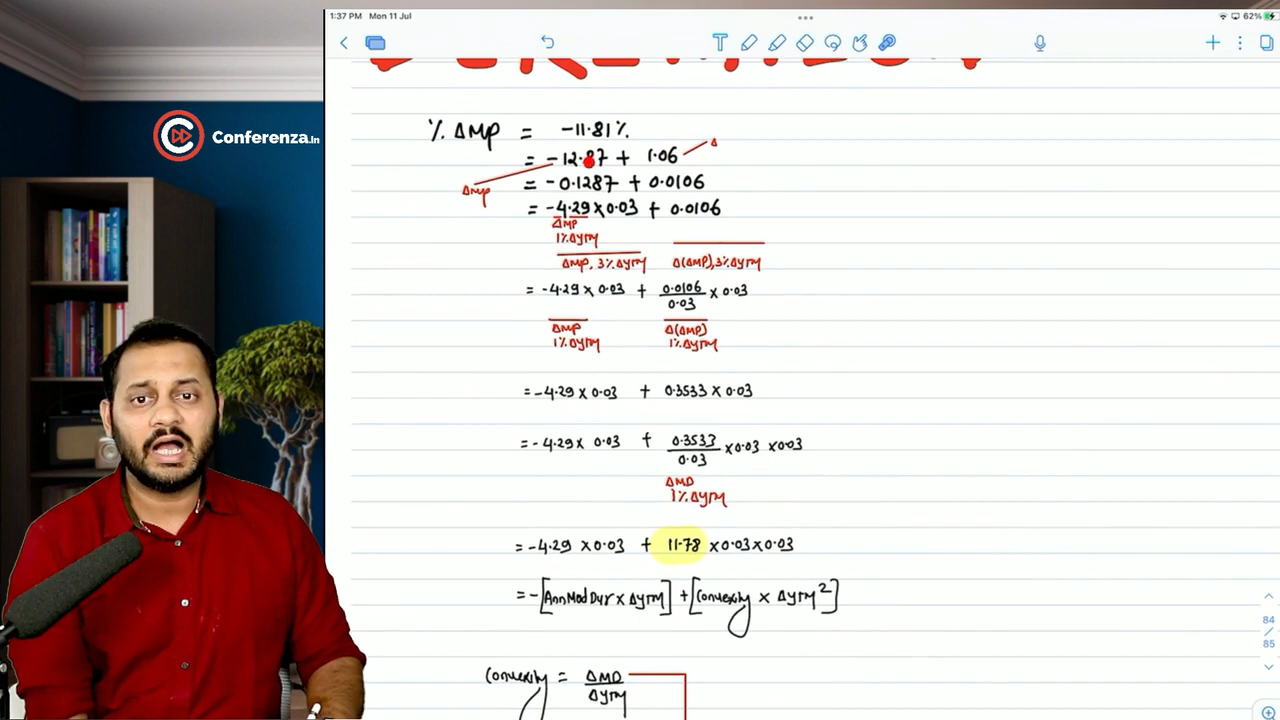 1:37 PM Mon 11 Jul
62%
Conferenza.in
% ΔMP = -11.81%
= -12.87 + 1.06 Δ
ΔMP
= -0.1287 + 0.0106
= -4.29 × 0.03 + 0.0106
ΔMP
1% ΔYTM
ΔMP, 3% ΔYTM Δ(ΔMP), 3% ΔYTM
= -4.29 × 0.03 + 0.0106/0.03 × 0.03
ΔMP Δ(ΔMP)
1% ΔYTM 1% ΔYTM
= -4.29 × 0.03 + 0.3533 × 0.03
= -4.29 × 0.03 + 0.3533/0.03 × 0.03 × 0.03
ΔMD
1% ΔYTM
= -4.29 × 0.03 + 11.78 × 0.03 × 0.03
= -[AnnModDur × ΔYTM] + [Convexity × ΔYTM²]
Convexity = ΔMD/ΔYTM
84
/
85